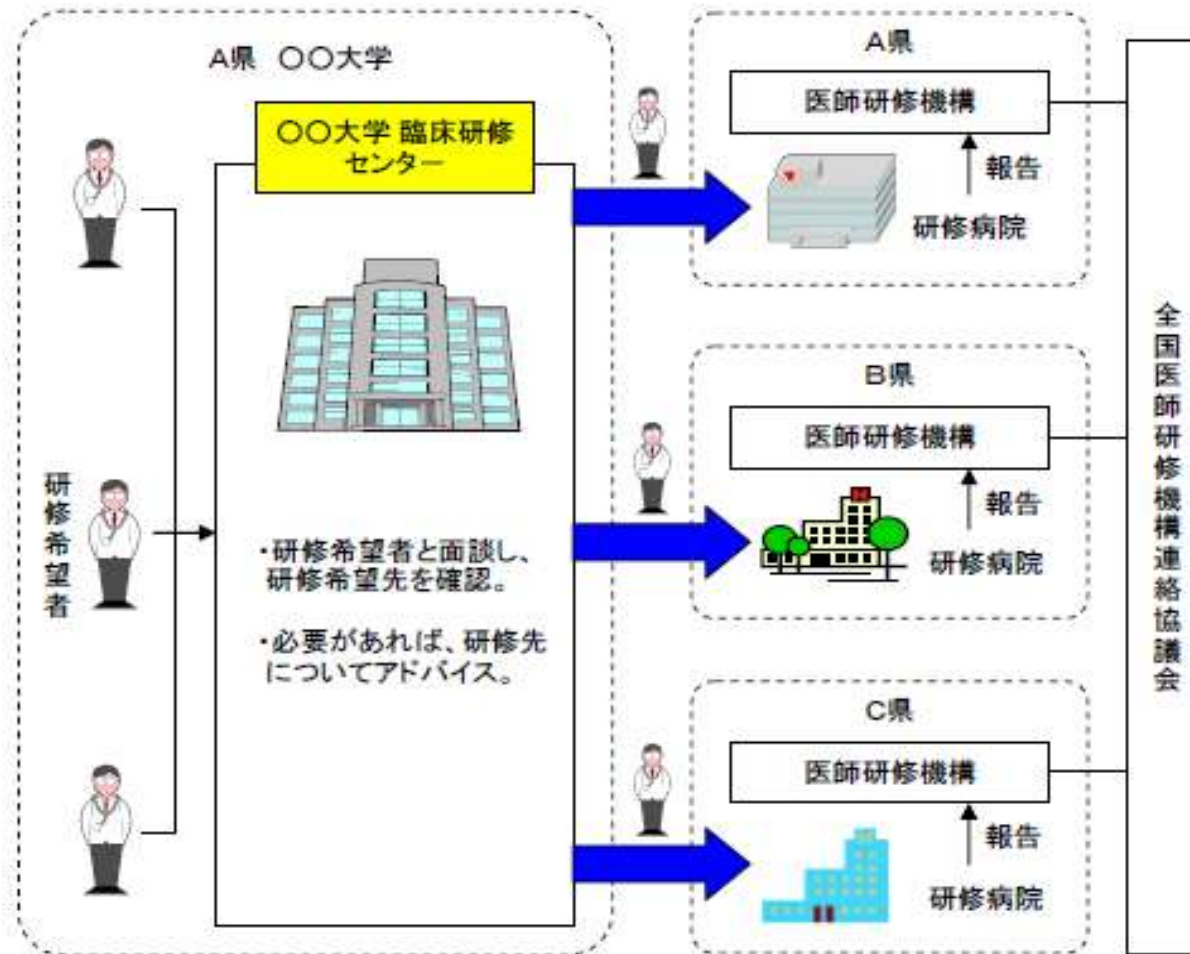 A県 〇〇大学
〇〇大学 臨床研修
センター
研修希望者
・研修希望者と面談し、
研修希望先を確認。
・必要があれば、研修先
についてアドバイス。
A県
医師研修機構
報告
研修病院
B県
医師研修機構
報告
研修病院
C県
医師研修機構
報告
研修病院
全国医師研修機構連絡協議会